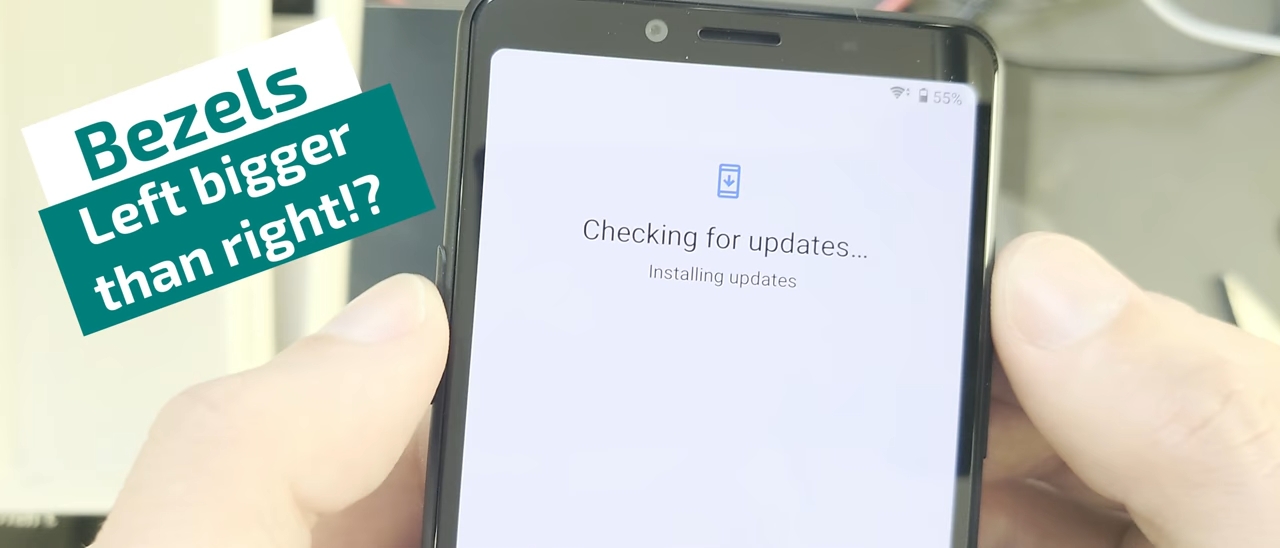 Bezels
Left bigger
than right!?
55%
Checking for updates...
Installing updates